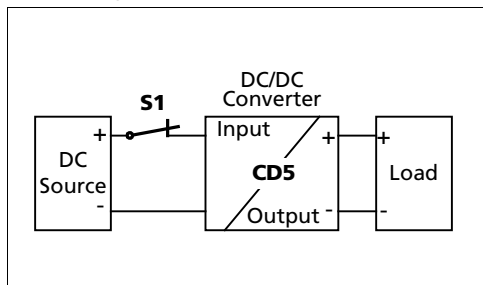 DC/DC
Converter
S1
+
Input
+
+
DC
Source
CD5
Load
-
Output
-
-